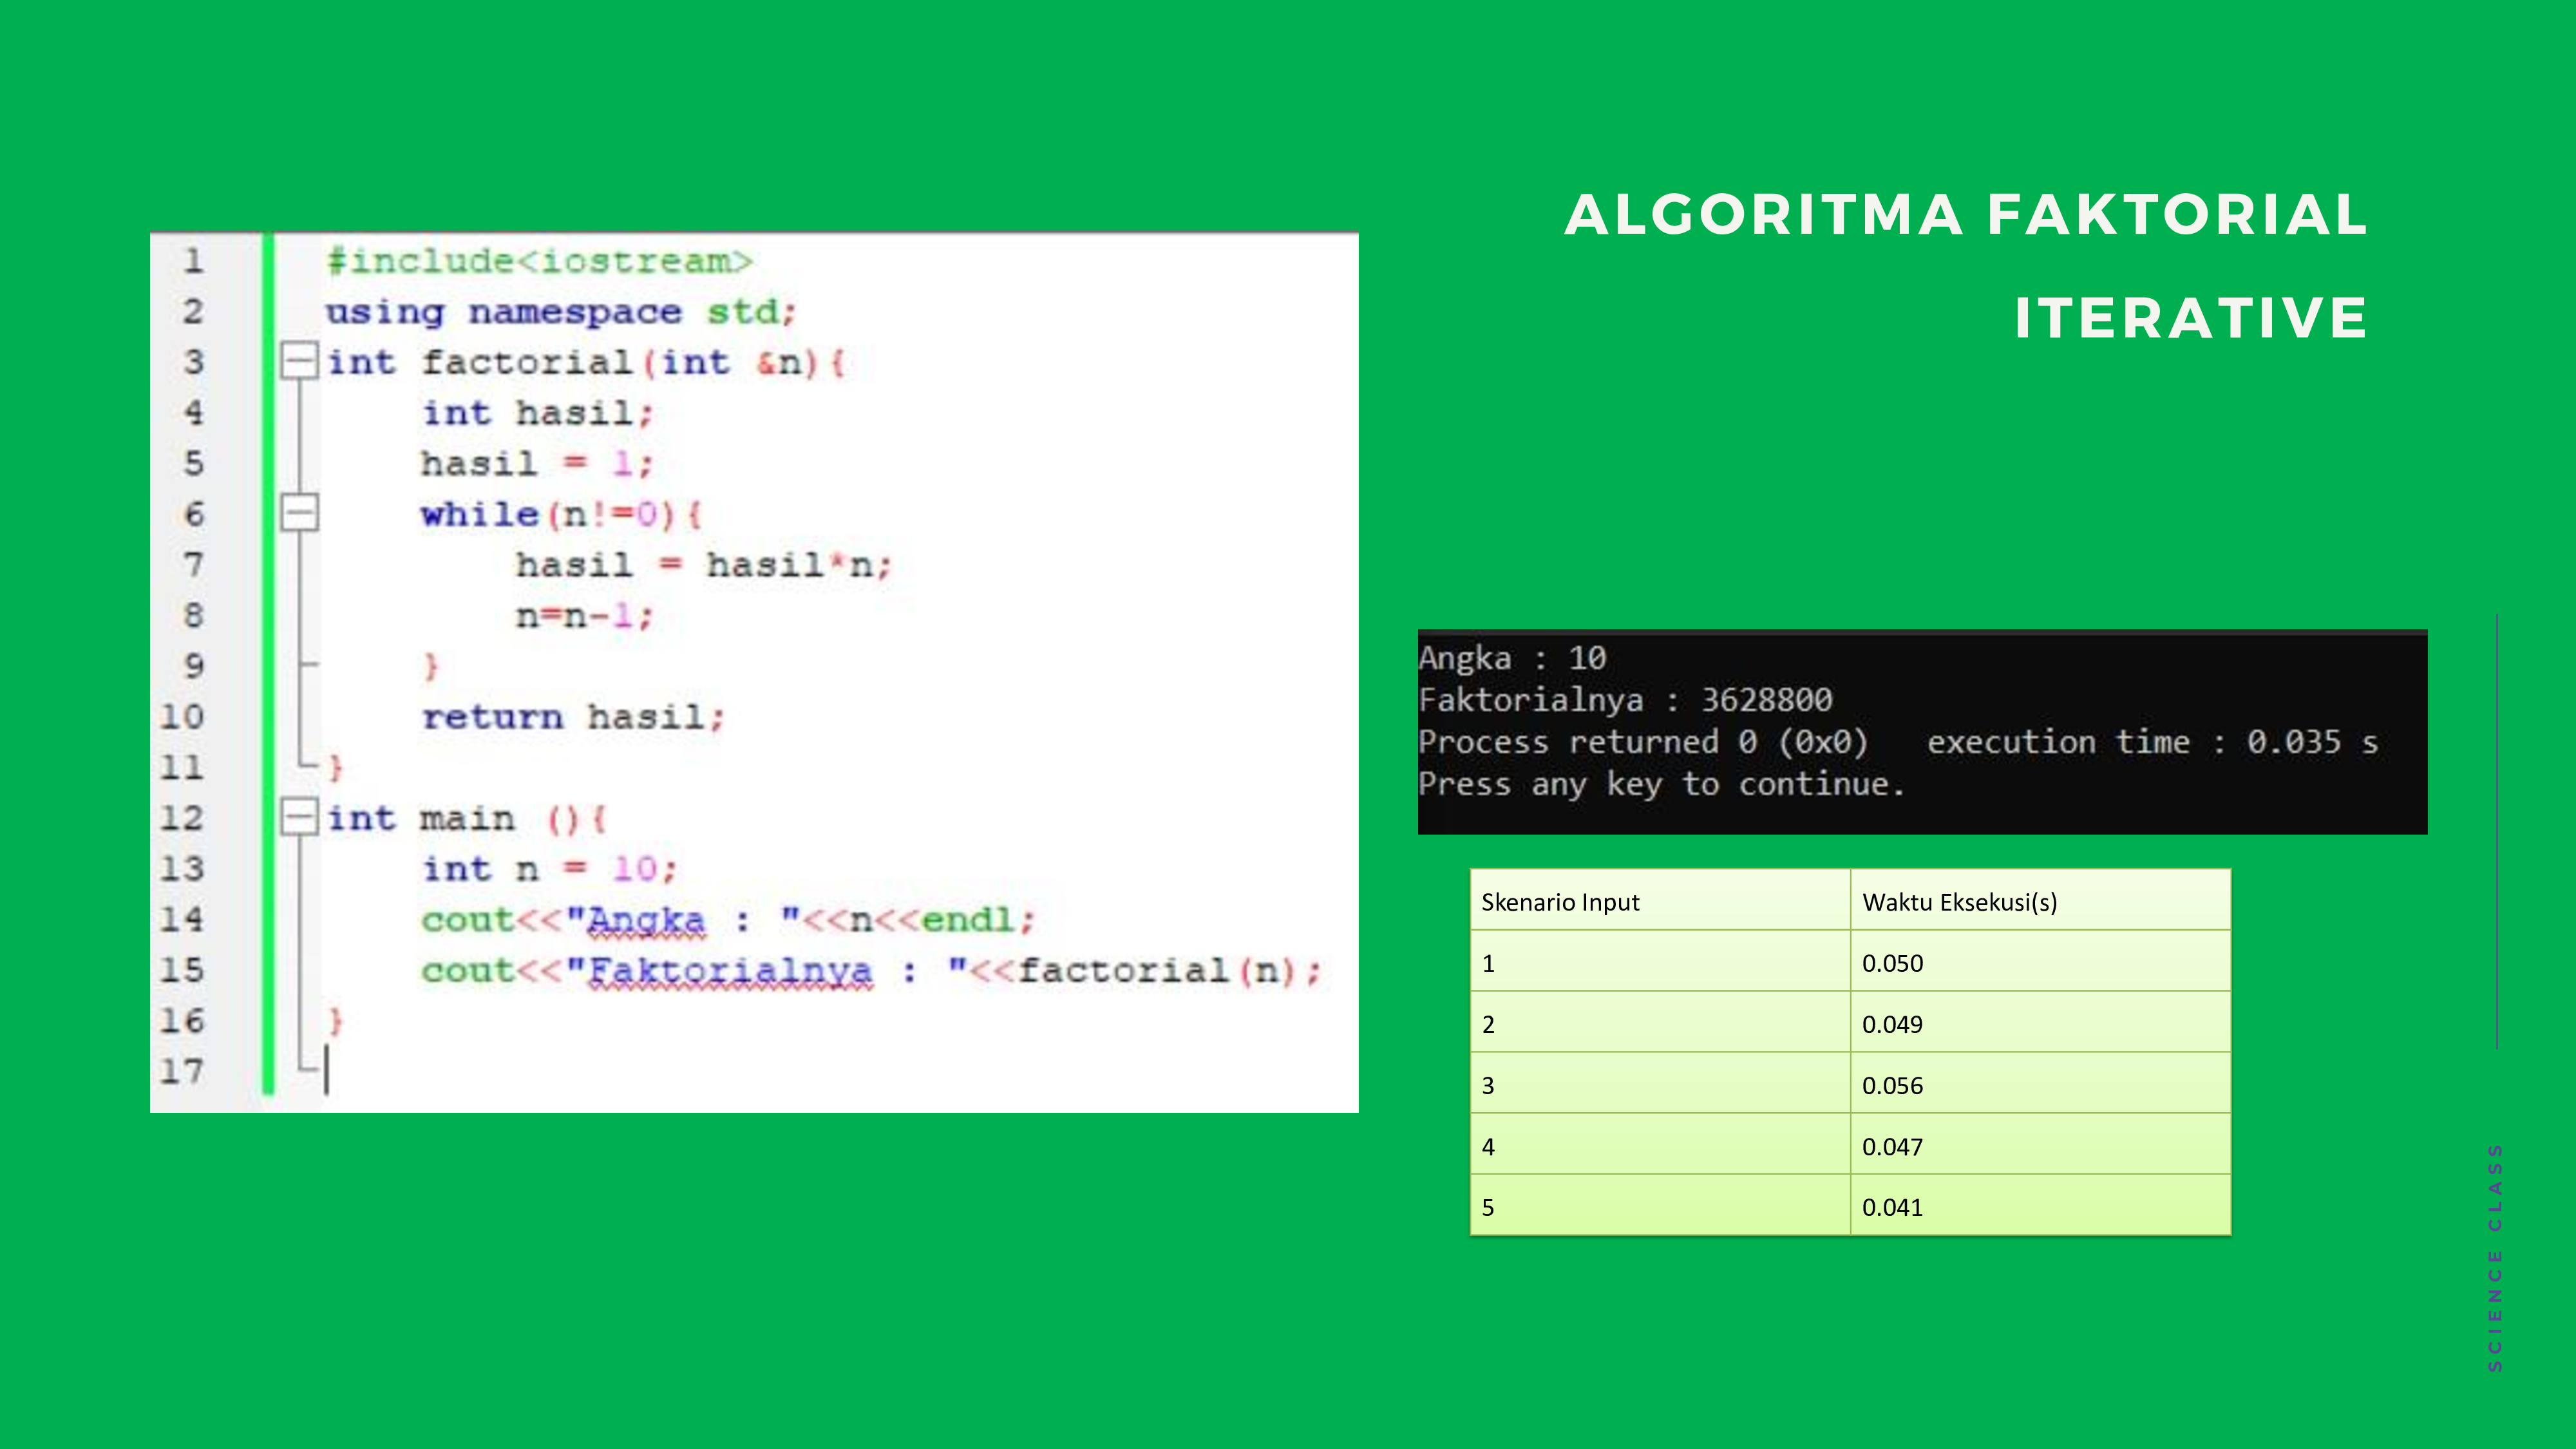 ALGORITMA FAKTORIAL
ITERATIVE
1 #include<iostream>
2 using namespace std;
3 int factorial(int &n){
4 int hasil;
5 hasil = 1;
6 while(n!=0){
7 hasil = hasil*n;
8 n=n-1;
9 }
10 return hasil;
11 }
12 int main (){
13 int n = 10;
14 cout<<"Angka : "<<n<<endl;
15 cout<<"Faktorialnya : "<<factorial(n);
16 }
17
Angka : 10
Faktorialnya : 3628800
Process returned 0 (0x0)   execution time : 0.035 s
Press any key to continue.
Skenario Input Waktu Eksekusi(s)
1 0.050
2 0.049
3 0.056
4 0.047
5 0.041
SCIENCE CLASS